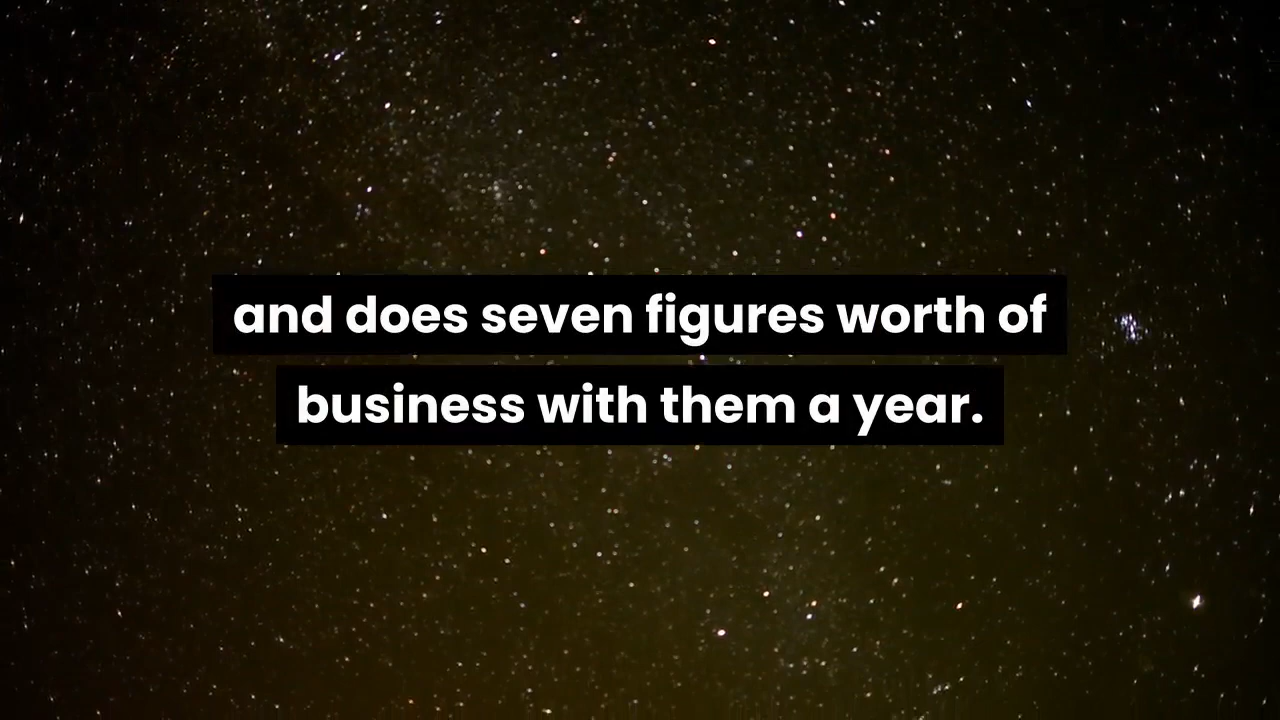 and does seven figures worth of
business with them a year.